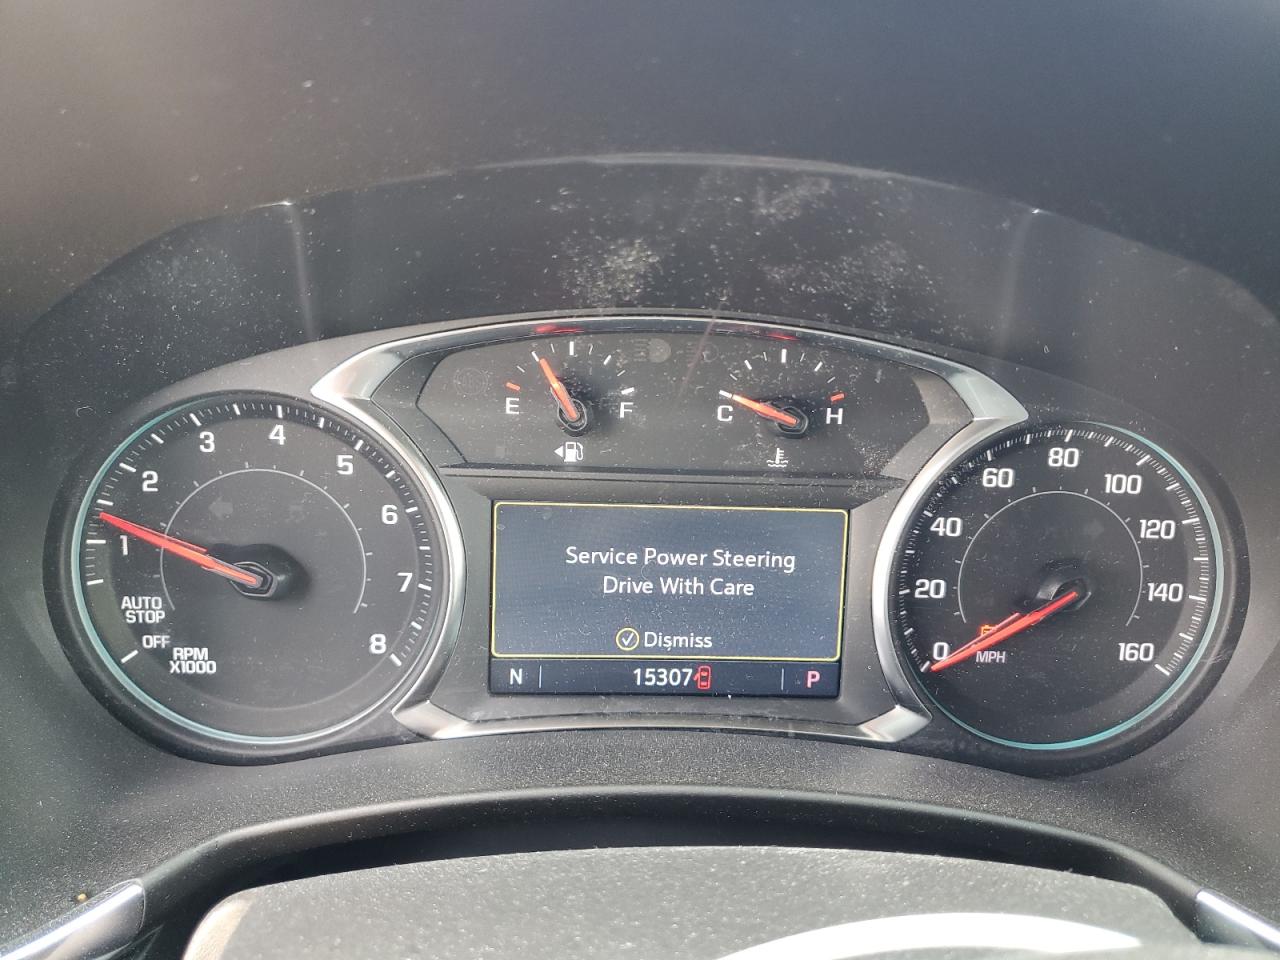 E F
C H
1 2 3 4 5 6 7 8
AUTO
STOP
OFF
RPM
X1000
Service Power Steering
Drive With Care
Dismiss
N 15307 P
0 20 40 60 80 100 120 140 160
MPH